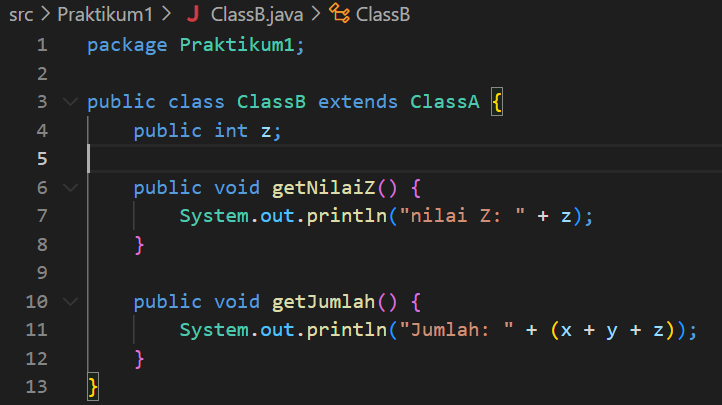 src > Praktikum1 > J ClassB.java > ClassB
1 package Praktikum1;
2
3 public class ClassB extends ClassA {
4     public int z;
5
6     public void getNilaiZ() {
7         System.out.println("nilai Z: " + z);
8     }
9
10     public void getJumlah() {
11         System.out.println("Jumlah: " + (x + y + z));
12     }
13 }